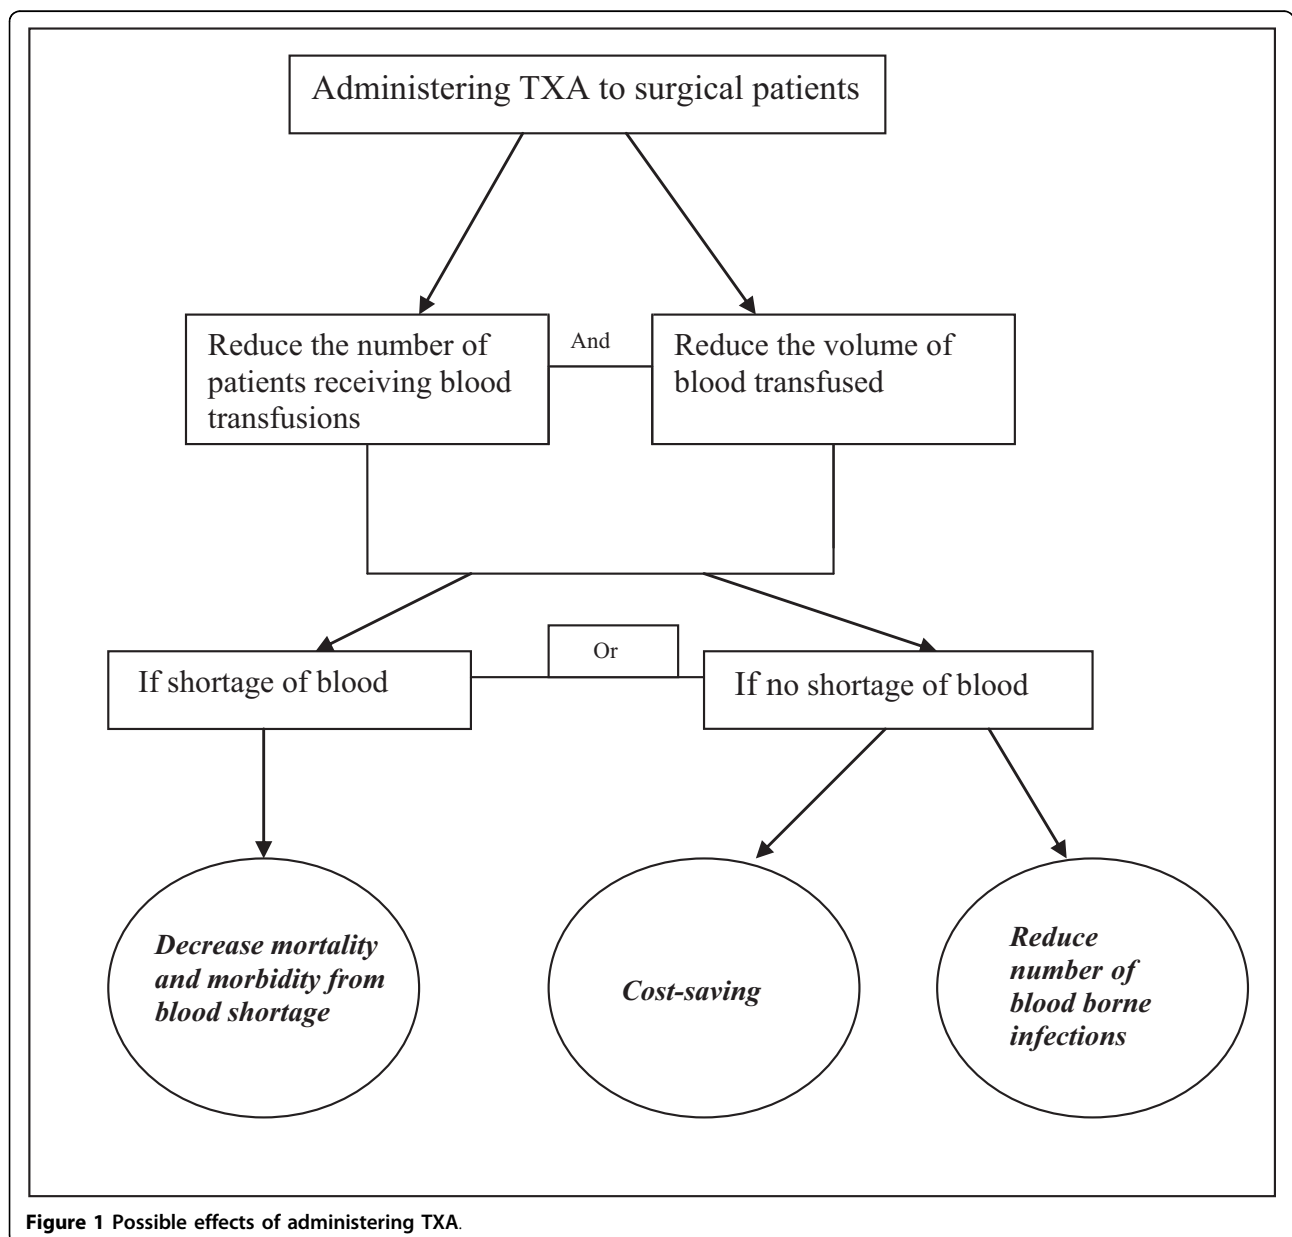 Administering TXA to surgical patients
Reduce the number of
patients receiving blood
transfusions
And
Reduce the volume of
blood transfused
If shortage of blood
Or
If no shortage of blood
Decrease mortality
and morbidity from
blood shortage
Cost-saving
Reduce
number of
blood borne
infections
Figure 1 Possible effects of administering TXA.